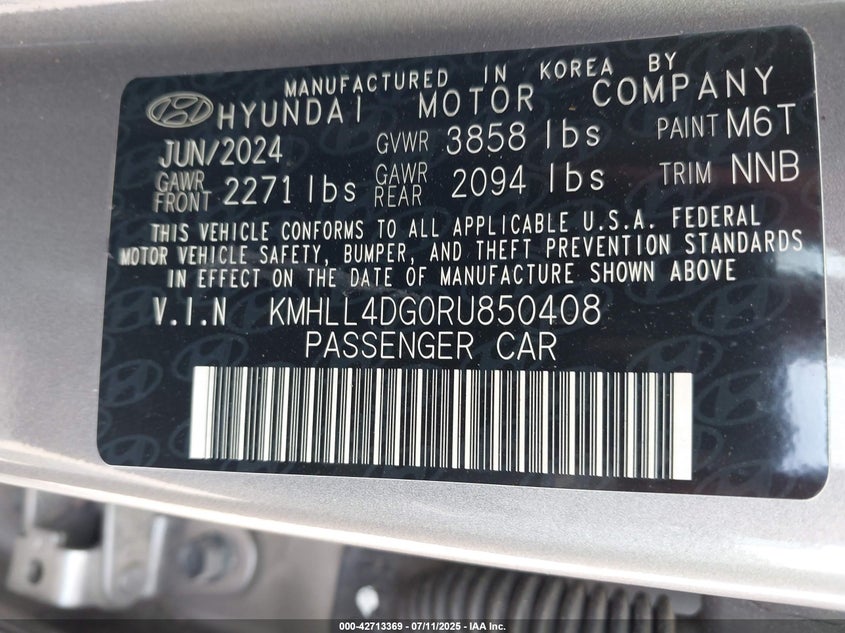 MANUFACTURED IN KOREA BY
HYUNDAI MOTOR COMPANY
JUN/2024 GVWR 3858 lbs PAINT M6T
GAWR FRONT 2271 lbs GAWR REAR 2094 lbs TRIM NNB
THIS VEHICLE CONFORMS TO ALL APPLICABLE U.S.A. FEDERAL
MOTOR VEHICLE SAFETY, BUMPER, AND THEFT PREVENTION STANDARDS
IN EFFECT ON THE DATE OF MANUFACTURE SHOWN ABOVE
V.I.N KMHLL4DG0RU850408
PASSENGER CAR
000-42713369 - 07/11/2025 - IAA Inc.